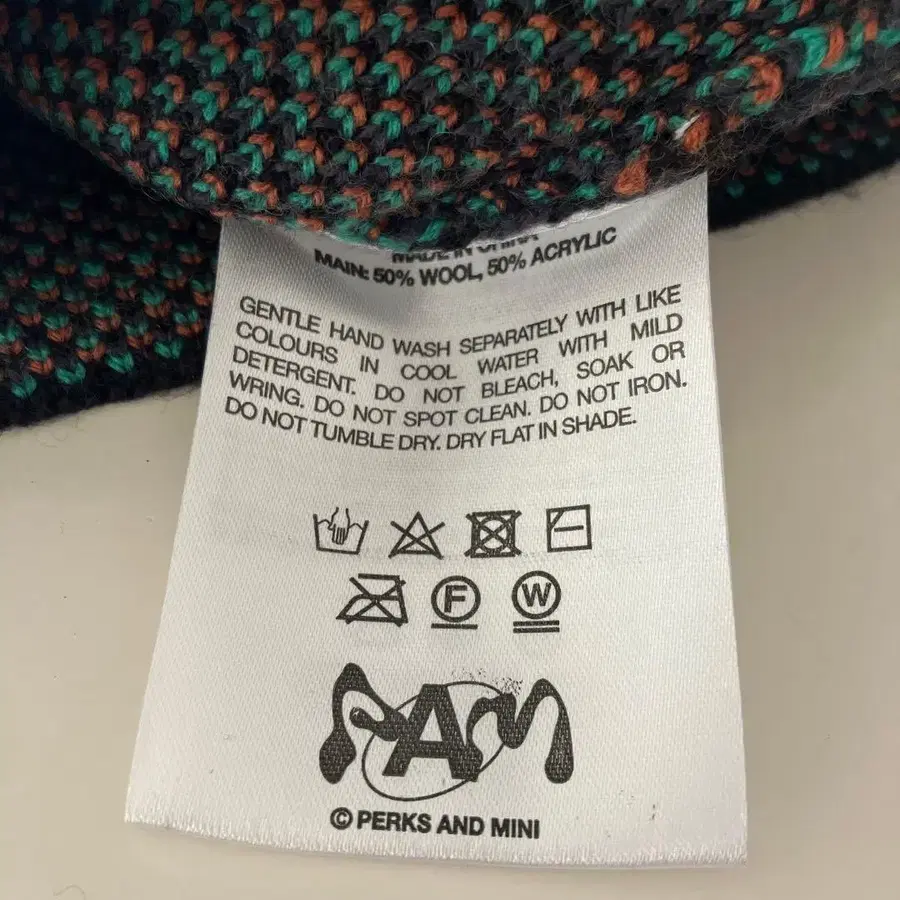 MADE IN CHINA
MAIN: 50% WOOL, 50% ACRYLIC
GENTLE HAND WASH SEPARATELY WITH LIKE
COLOURS IN COOL WATER WITH MILD
DETERGENT. DO NOT BLEACH, SOAK OR
WRING. DO NOT SPOT CLEAN. DO NOT IRON.
DO NOT TUMBLE DRY. DRY FLAT IN SHADE.
F W
PAM
© PERKS AND MINI